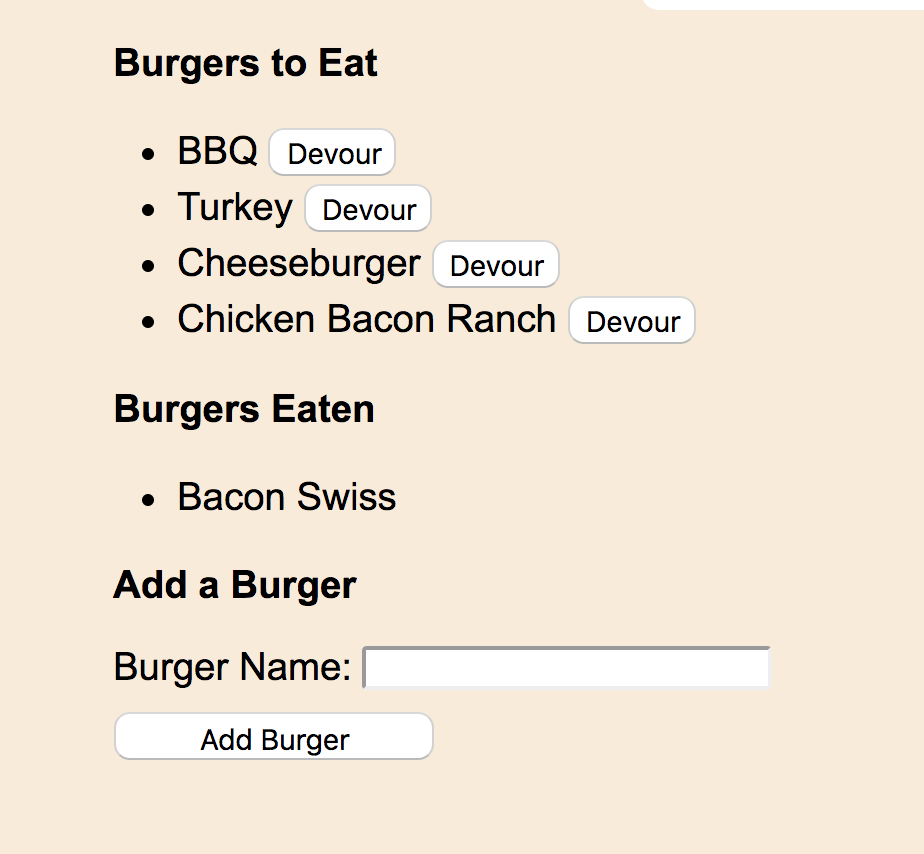 Burgers to Eat
BBQ Devour
Turkey Devour
Cheeseburger Devour
Chicken Bacon Ranch Devour
Burgers Eaten
Bacon Swiss
Add a Burger
Burger Name:
Add Burger